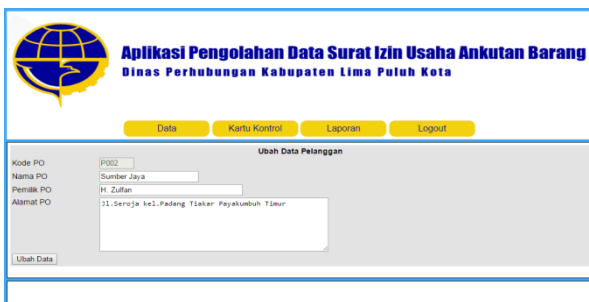 Aplikasi Pengolahan Data Surat Izin Usaha Ankutan Barang
Dinas Perhubungan Kabupaten Lima Puluh Kota
Data Kartu Kontrol Laporan Logout
Ubah Data Pelanggan
Kode PO P002
Nama PO Sumber Jaya
Pemilik PO H. Zulfan
Alamat PO Jl.Seroja kel.Padang Tiakar Payakumbuh Timur
Ubah Data